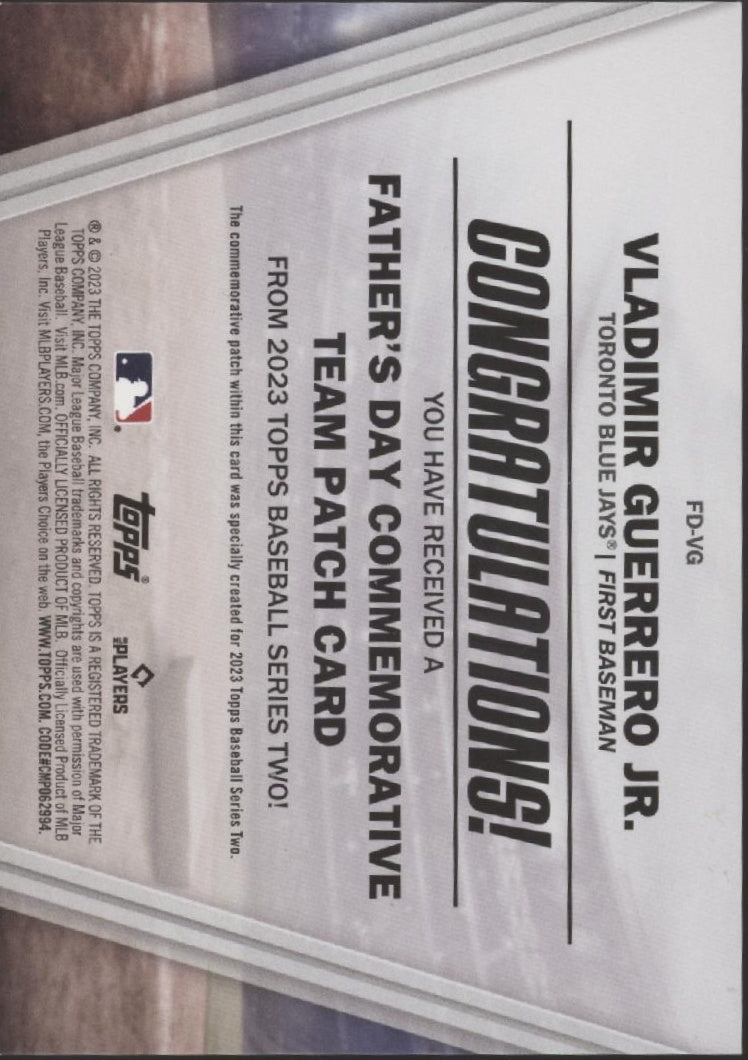 FD-VG
VLADIMIR GUERRERO JR.
TORONTO BLUE JAYS® | FIRST BASEMAN
CONGRATULATIONS!
YOU HAVE RECEIVED A
FATHER'S DAY COMMEMORATIVE
TEAM PATCH CARD
FROM 2023 TOPPS BASEBALL SERIES TWO!
The commemorative patch within this card was specially created for 2023 Topps Baseball Series Two.
topps®
MLB PLAYERS
® & © 2023 THE TOPPS COMPANY, INC. ALL RIGHTS RESERVED. TOPPS IS A REGISTERED TRADEMARK OF THE
TOPPS COMPANY, INC. Major League Baseball trademarks and copyrights are used with permission of Major
League Baseball. Visit MLB.com. OFFICIALLY LICENSED PRODUCT OF MLB. Officially Licensed Product of MLB
Players, Inc. Visit MLBPLAYERS.COM, the Players Choice on the web. WWW.TOPPS.COM. CODE#CMP062994.